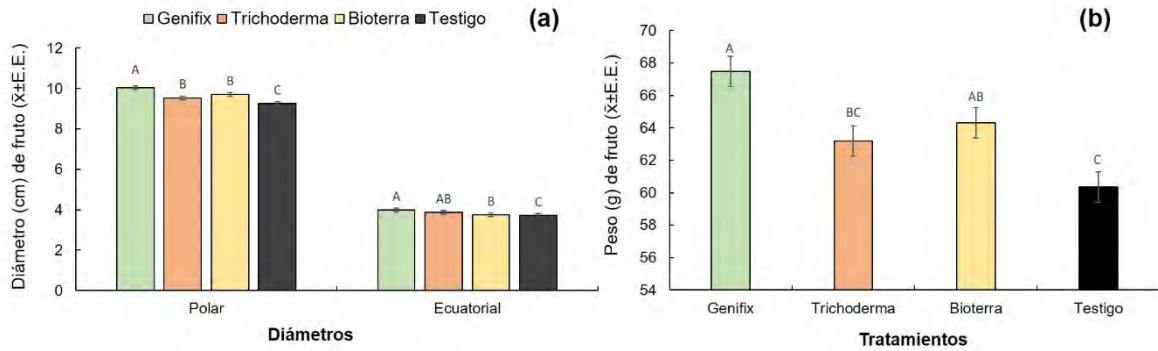 Genifix Trichoderma Bioterra Testigo
(a)
Diámetro (cm) de fruto (x̄±E.E.)
12
10
8
6
4
2
0
A
B
B
C
A
AB
B
C
Polar
Ecuatorial
Diámetros
(b)
Peso (g) de fruto (x̄±E.E.)
70
68
66
64
62
60
58
56
54
A
BC
AB
C
Genifix
Trichoderma
Bioterra
Testigo
Tratamientos